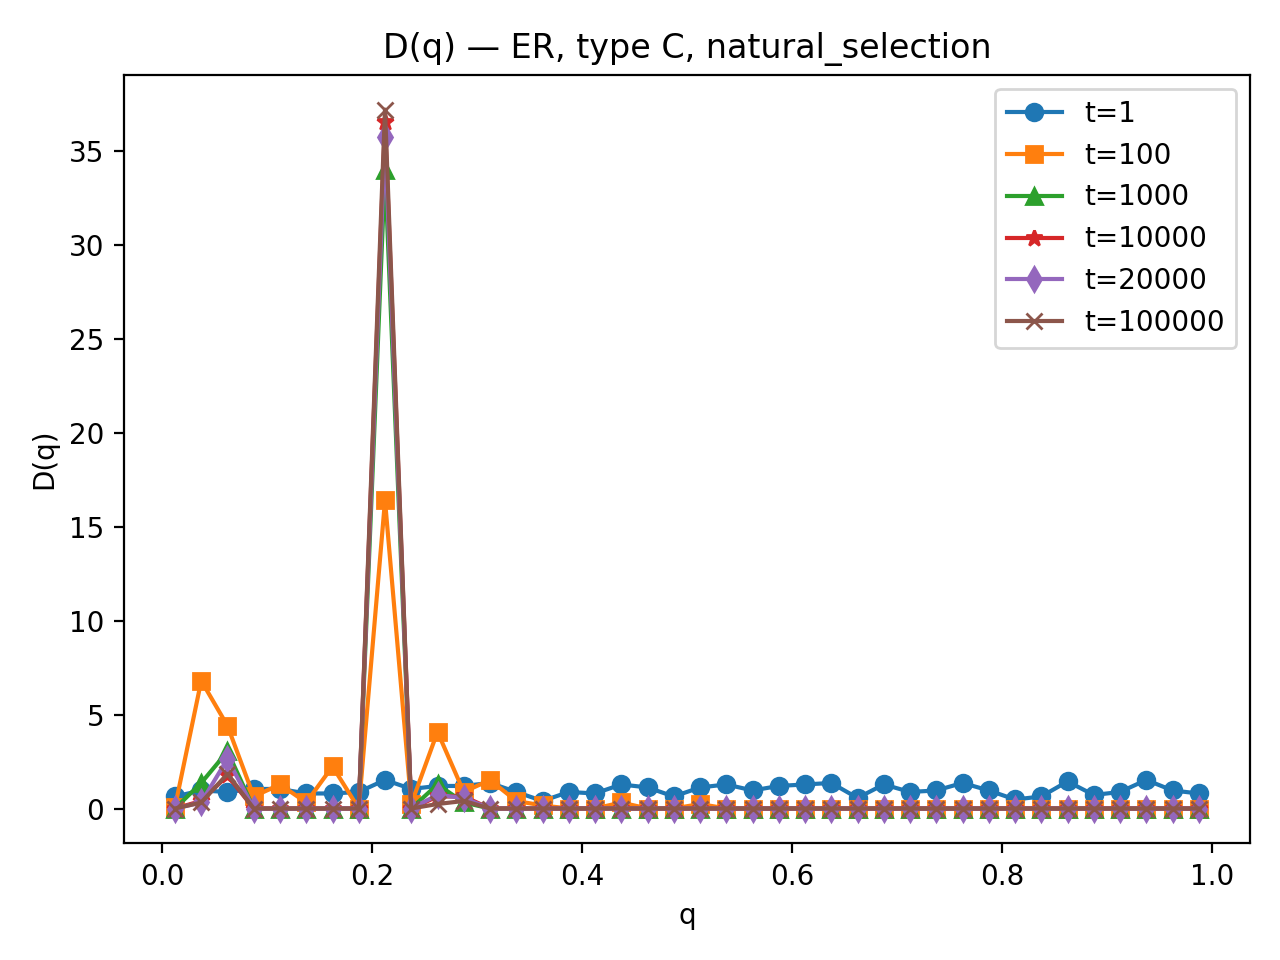 D(q) — ER, type C, natural_selection
t=1
t=100
t=1000
t=10000
t=20000
t=100000
D(q)
35
30
25
20
15
10
5
0
0.0 0.2 0.4 0.6 0.8 1.0
q